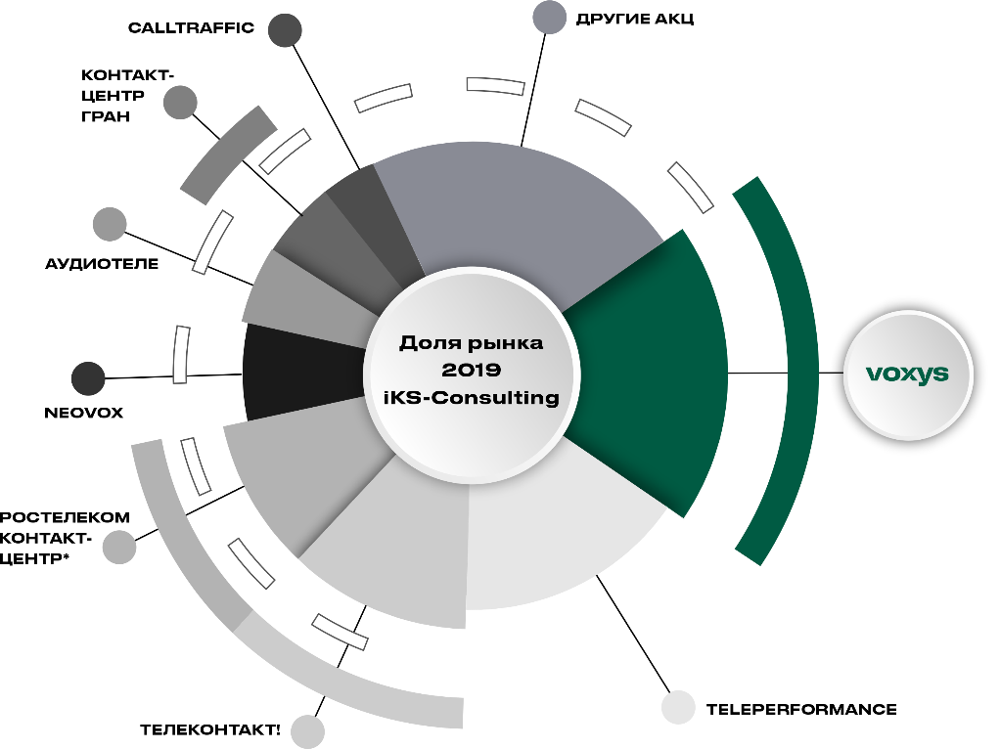 ДРУГИЕ АКЦ
CALLTRAFFIC
КОНТАКТ-
ЦЕНТР
ГРАН
АУДИОТЕЛЕ
Доля рынка
2019
iKS-Consulting
voxys
NEOVOX
РОСТЕЛЕКОМ
КОНТАКТ-
ЦЕНТР*
TELEPERFORMANCE
ТЕЛЕКОНТАКТ!